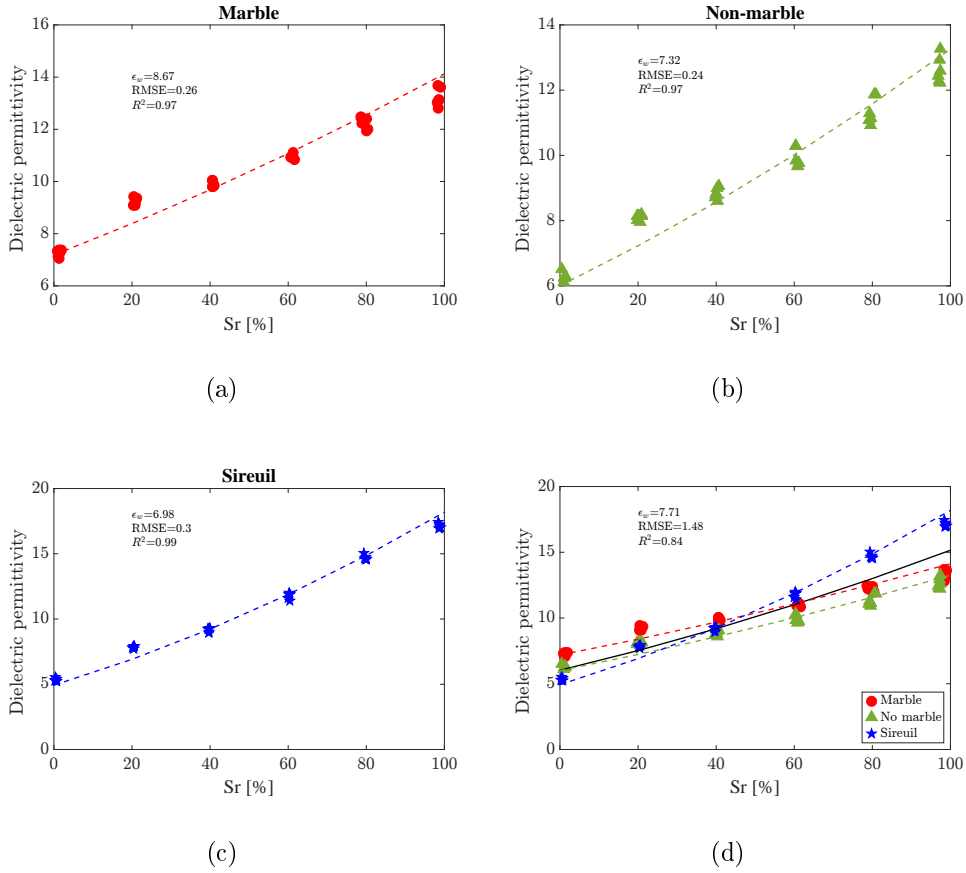 Marble
ϵw=8.67
RMSE=0.26
R²=0.97
16
14
12
10
8
6
Dielectric permittivity
0 20 40 60 80 100
Sr [%]
(a)
Non-marble
ϵw=7.32
RMSE=0.24
R²=0.97
14
12
10
8
6
Dielectric permittivity
0 20 40 60 80 100
Sr [%]
(b)
Sireuil
ϵw=6.98
RMSE=0.3
R²=0.99
20
15
10
5
0
Dielectric permittivity
0 20 40 60 80 100
Sr [%]
(c)
ϵw=7.71
RMSE=1.48
R²=0.84
20
15
10
5
0
Dielectric permittivity
Marble
No marble
Sireuil
0 20 40 60 80 100
Sr [%]
(d)